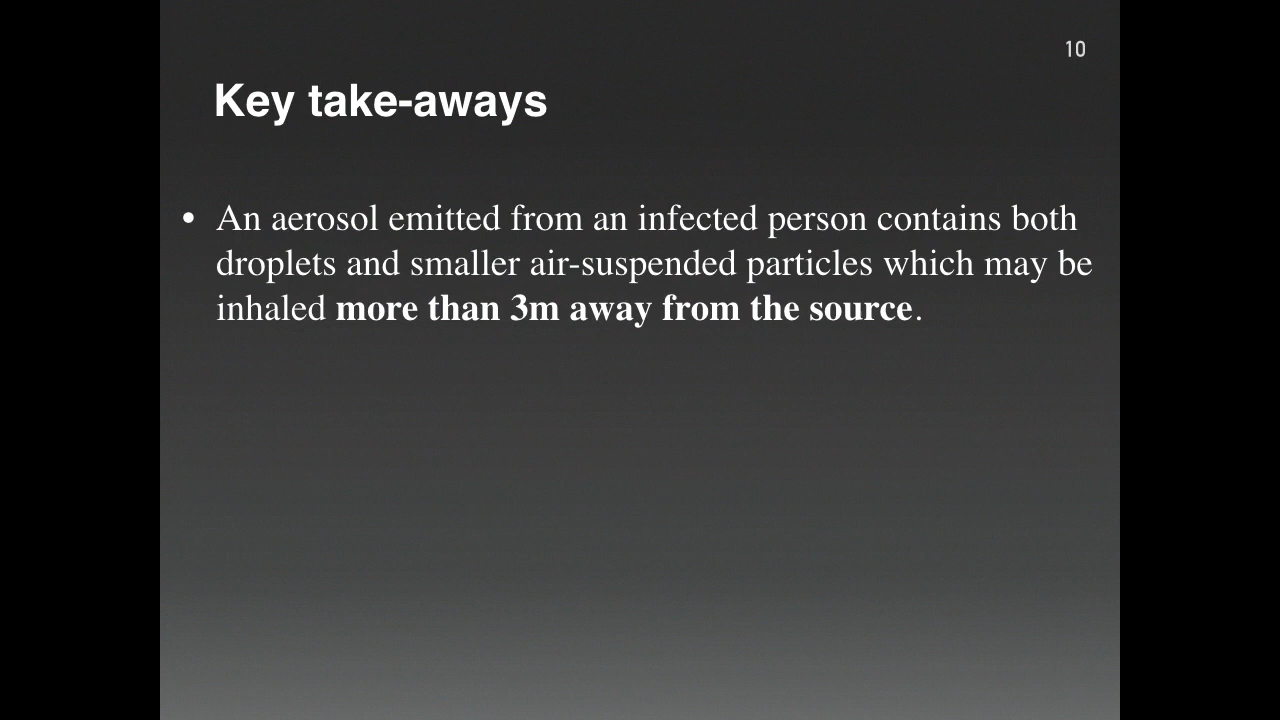 10
Key take-aways
• An aerosol emitted from an infected person contains both
droplets and smaller air-suspended particles which may be
inhaled more than 3m away from the source.